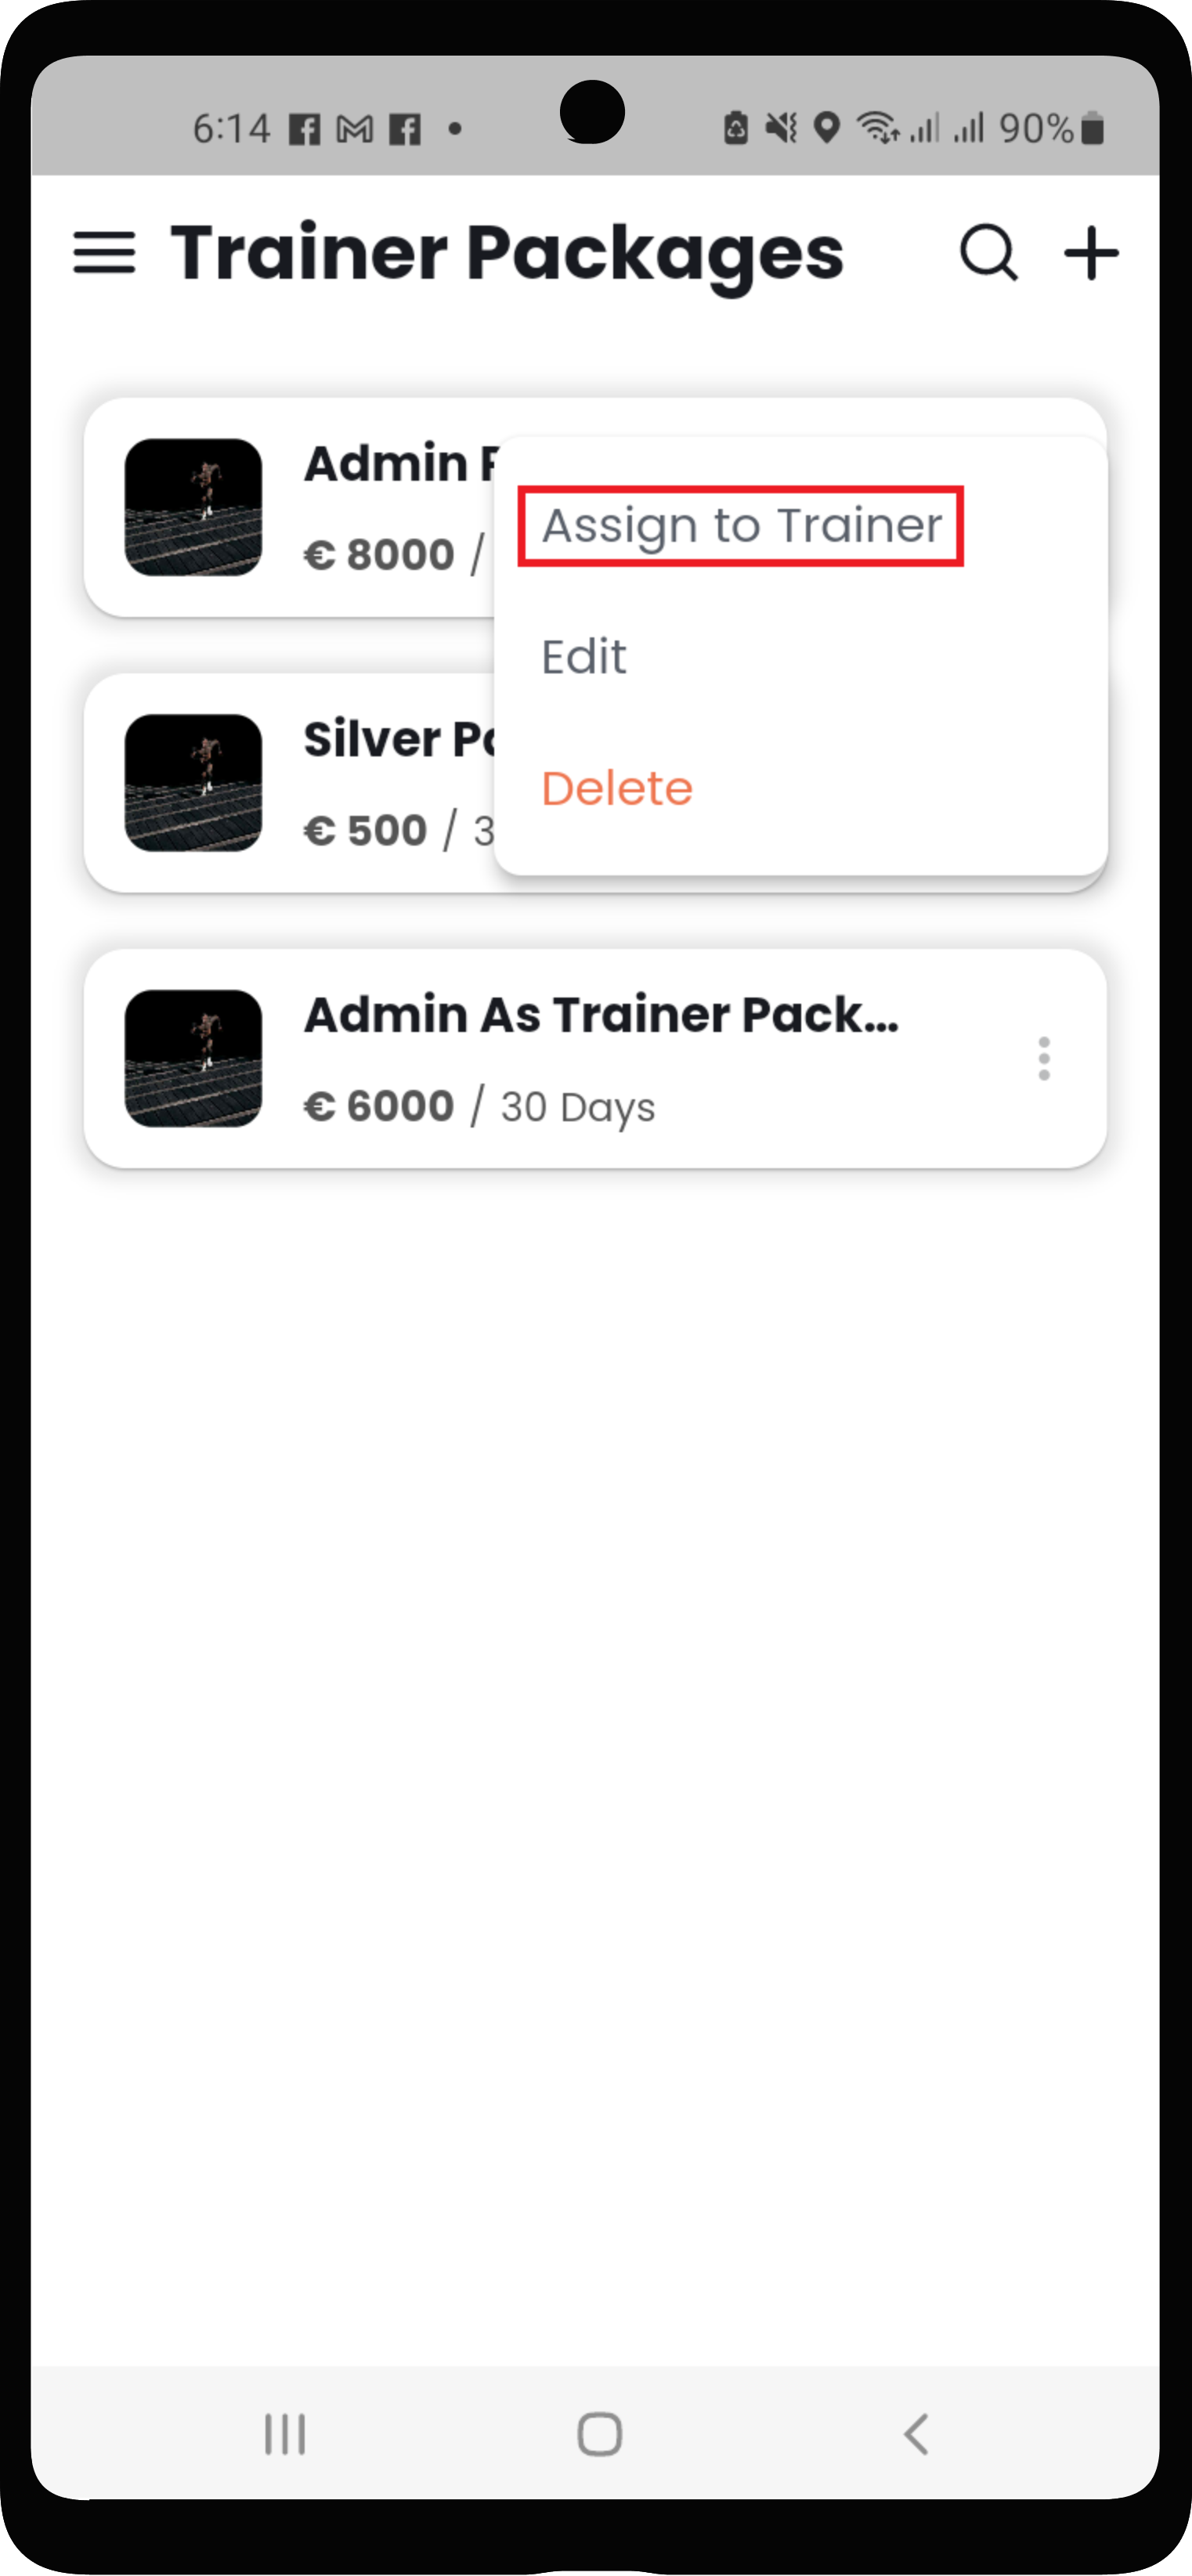 6:14 90%
Trainer Packages
Admin
€ 8000 /
Assign to Trainer
Edit
Delete
Silver
€ 500 / 3
Admin As Trainer Pack...
€ 6000 / 30 Days